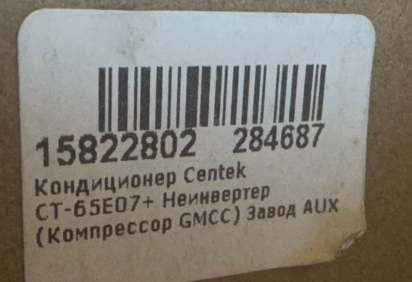 15822802 284687
Кондиционер Centek
CT-65E07+ Неинвертер
(Компрессор GMCC) Завод AUX